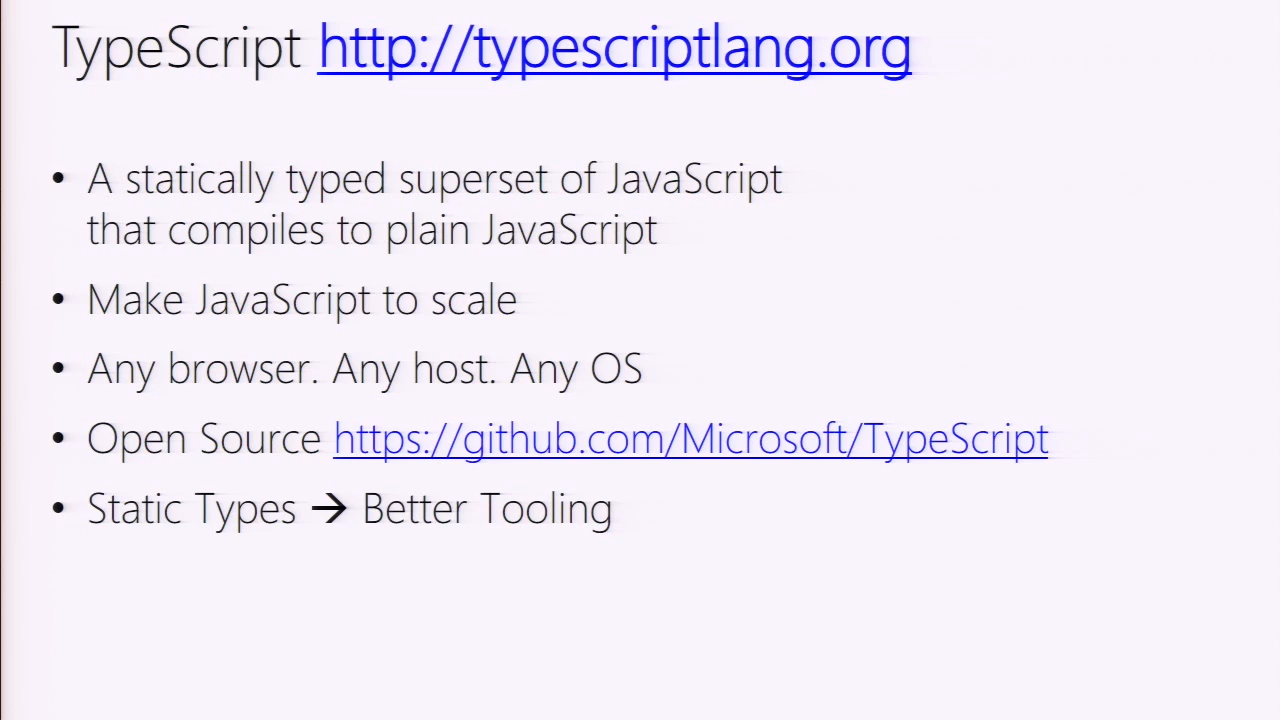 TypeScript http://typescriptlang.org
• A statically typed superset of JavaScript
that compiles to plain JavaScript
• Make JavaScript to scale
• Any browser. Any host. Any OS
• Open Source https://github.com/Microsoft/TypeScript
• Static Types → Better Tooling